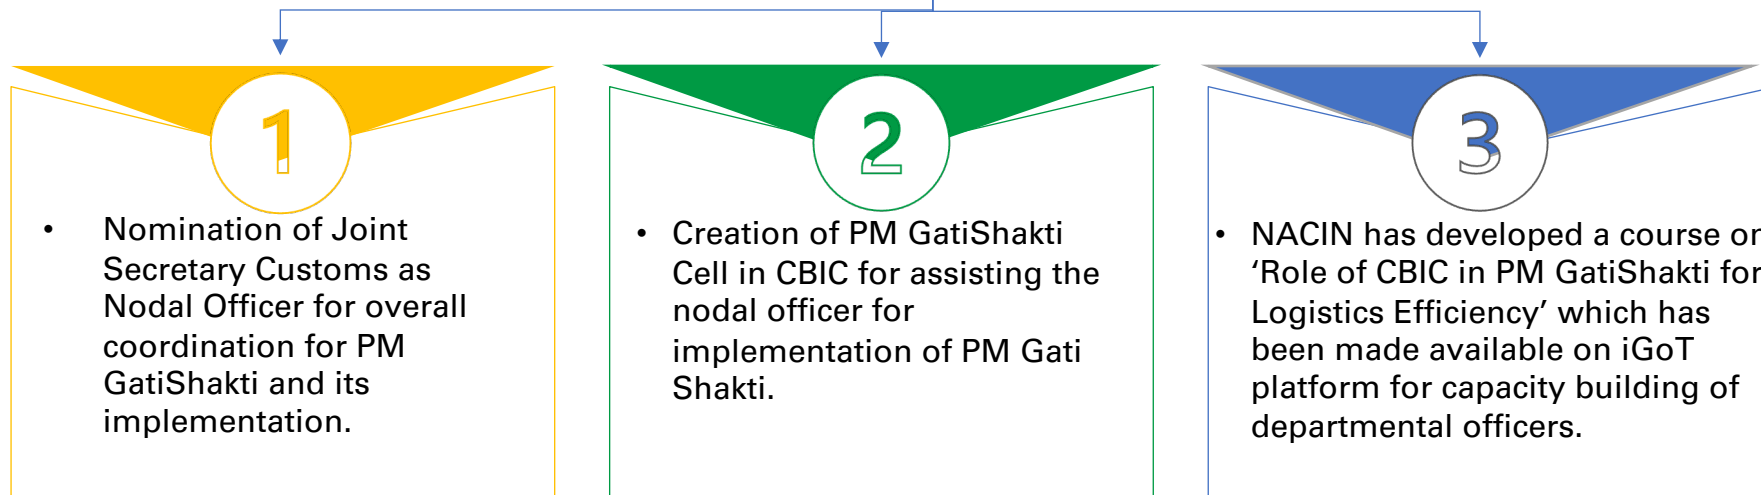 1
• Nomination of Joint
Secretary Customs as
Nodal Officer for overall
coordination for PM
GatiShakti and its
implementation.
2
• Creation of PM GatiShakti
Cell in CBIC for assisting the
nodal officer for
implementation of PM Gati
Shakti.
3
• NACIN has developed a course on
‘Role of CBIC in PM GatiShakti for
Logistics Efficiency’ which has
been made available on iGoT
platform for capacity building of
departmental officers.